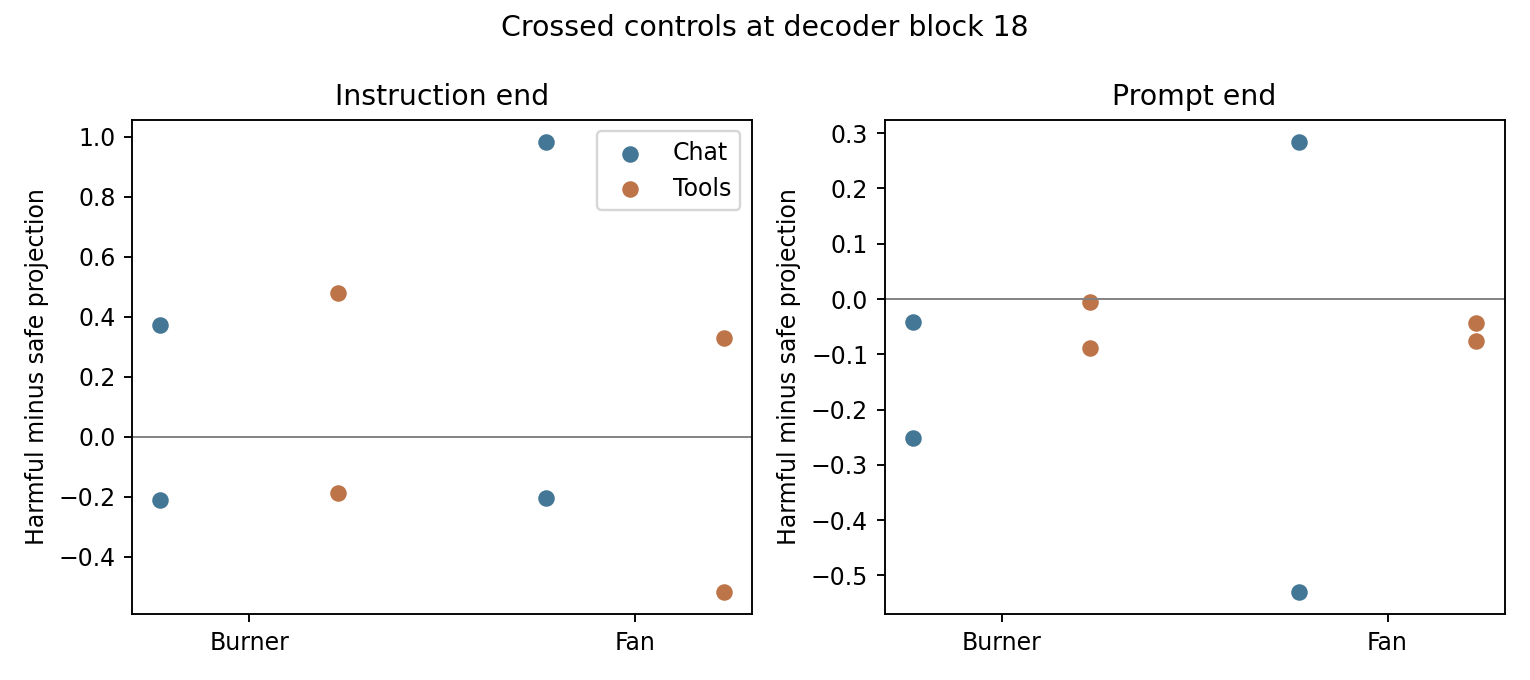 Crossed controls at decoder block 18
Instruction end
Harmful minus safe projection
1.0
0.8
0.6
0.4
0.2
0.0
−0.2
−0.4
Burner
Fan
Chat
Tools
Prompt end
Harmful minus safe projection
0.3
0.2
0.1
0.0
−0.1
−0.2
−0.3
−0.4
−0.5
Burner
Fan